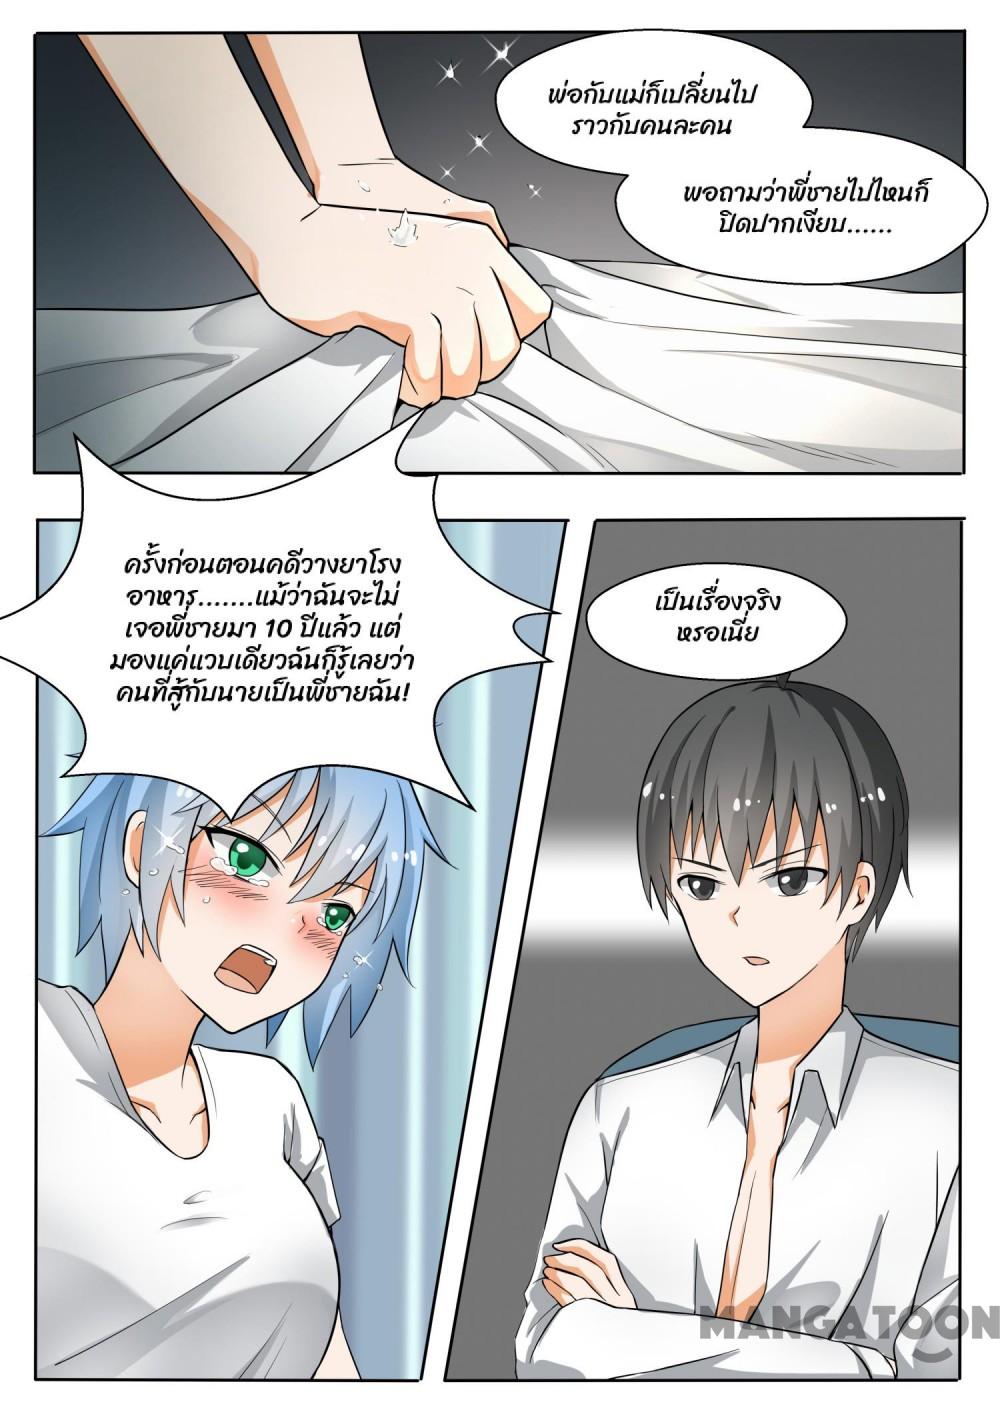 พ่อกับแม่ก็เปลี่ยนไป
ราวกับคนละคน
พอถามว่าพี่ชายไปไหนก็
ปิดปากเงียบ......
ครั้งก่อนตอนคดีวางยาโรง
อาหาร.......แม้ว่าฉันจะไม่
เจอพี่ชายมา 10 ปีแล้ว แต่
มองแค่แวบเดียวฉันก็รู้เลยว่า
คนที่สู้กับนายเป็นพี่ชายฉัน!
เป็นเรื่องจริง
หรอเนี่ย
MANGATOON